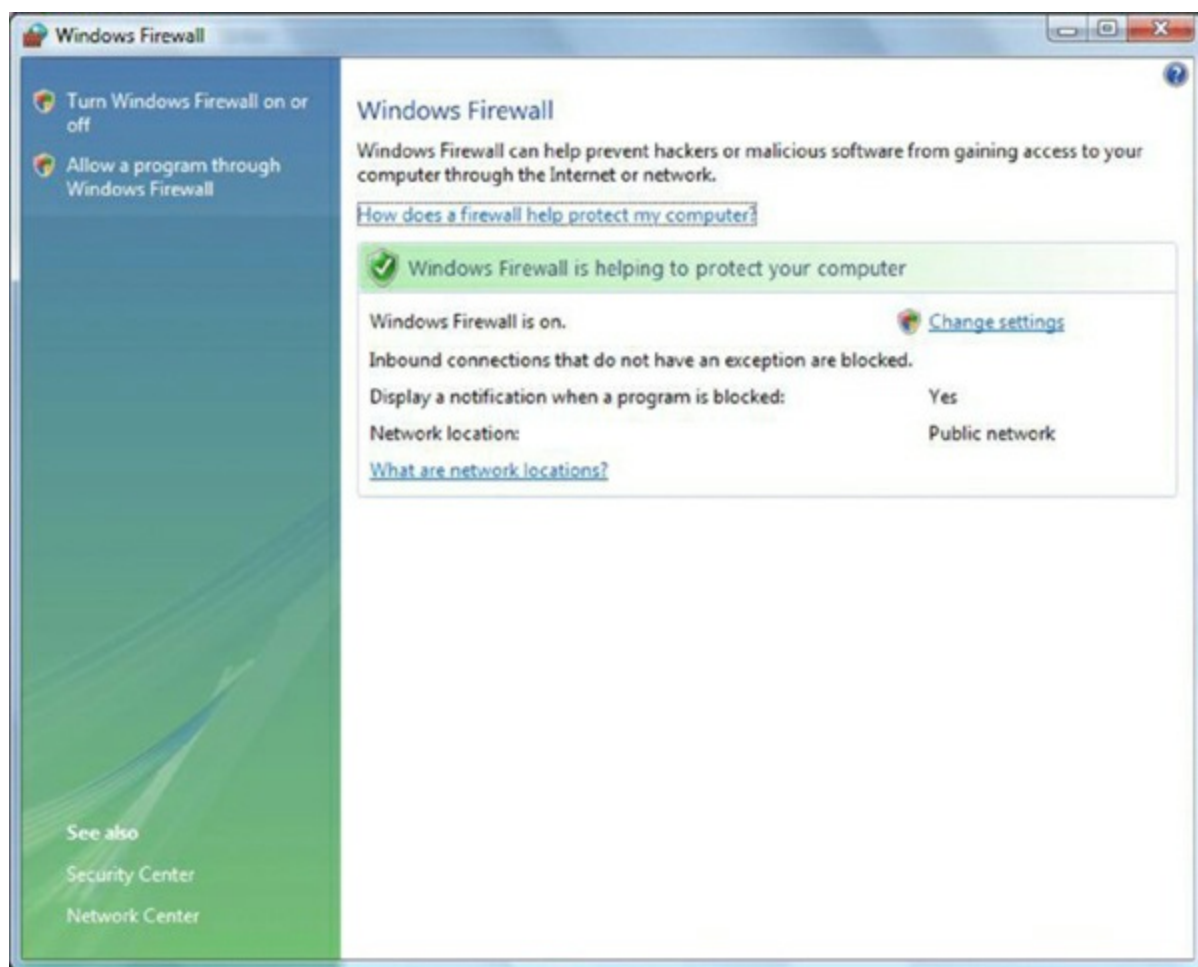 Windows Firewall
Turn Windows Firewall on or
off
Allow a program through
Windows Firewall
See also
Security Center
Network Center
Windows Firewall
Windows Firewall can help prevent hackers or malicious software from gaining access to your
computer through the Internet or network.
How does a firewall help protect my computer?
Windows Firewall is helping to protect your computer
Windows Firewall is on.
Change settings
Inbound connections that do not have an exception are blocked.
Display a notification when a program is blocked: Yes
Network location: Public network
What are network locations?